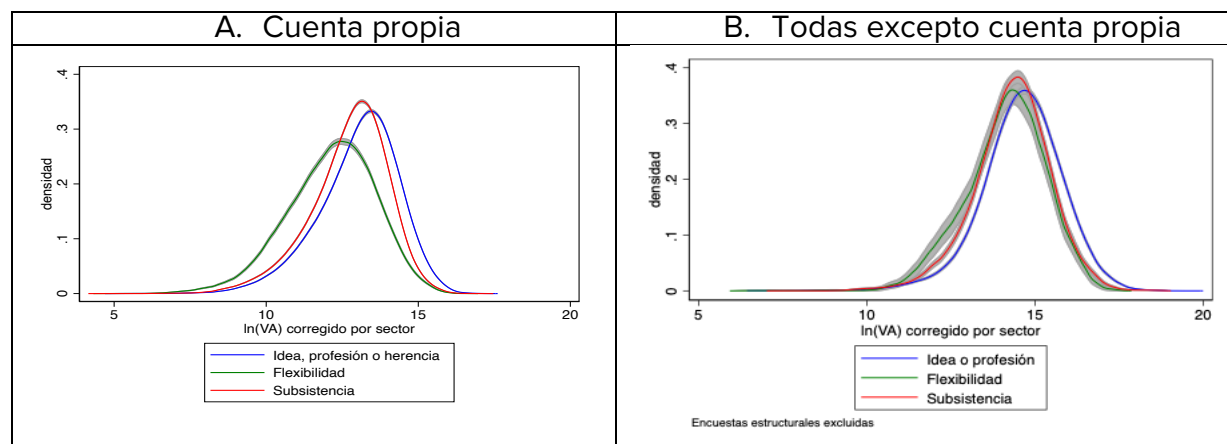 A. Cuenta propia
B. Todas excepto cuenta propia
densidad
0 .1 .2 .3 .4
5 10 15 20
ln(VA) corregido por sector
Idea, profesión o herencia
Flexibilidad
Subsistencia
densidad
0 .1 .2 .3 .4
5 10 15 20
ln(VA) corregido por sector
Idea o profesión
Flexibilidad
Subsistencia
Encuestas estructurales excluidas